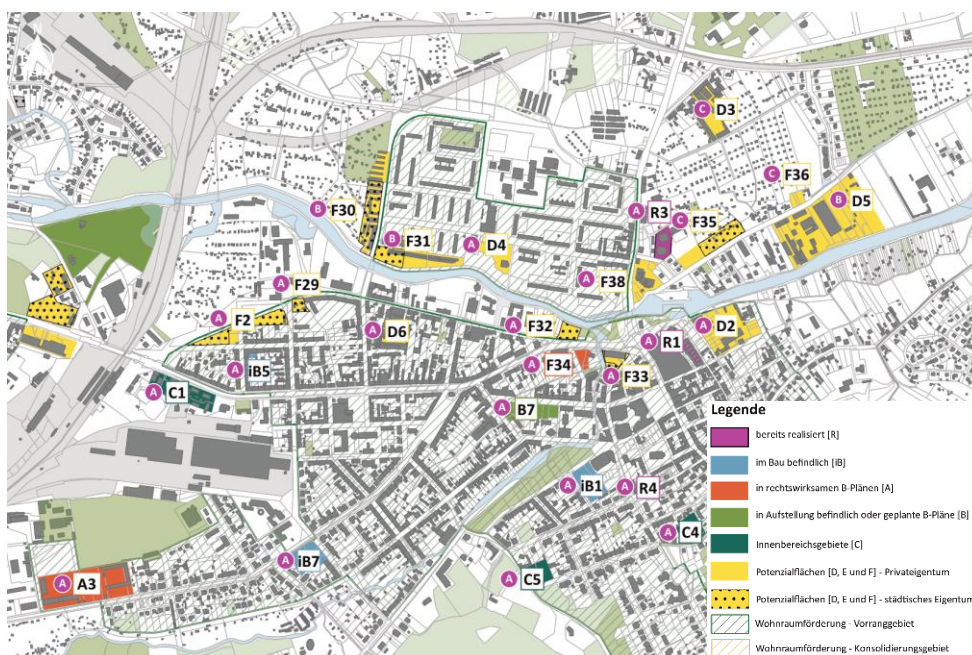 C D3
C F36
B F30
A R3
C F35
B D5
B F31
A D4
A F29
A F38
A F2
A D6
A F32
A D2
A R1
A iB5
A F34
A F33
A C1
A B7
Legende
bereits realisiert [R]
im Bau befindlich [iB]
A iB1
A R4
in rechtswirksamen B-Plänen [A]
in Aufstellung befindlich oder geplante B-Pläne [B]
A C4
Innenbereichsgebiete [C]
A iB7
A A3
A C5
Potenzialflächen [D, E und F] - Privateigentum
Potenzialflächen [D, E und F] - städtisches Eigentum
Wohnraumförderung - Vorranggebiet
Wohnraumförderung - Konsolidierungsgebiet